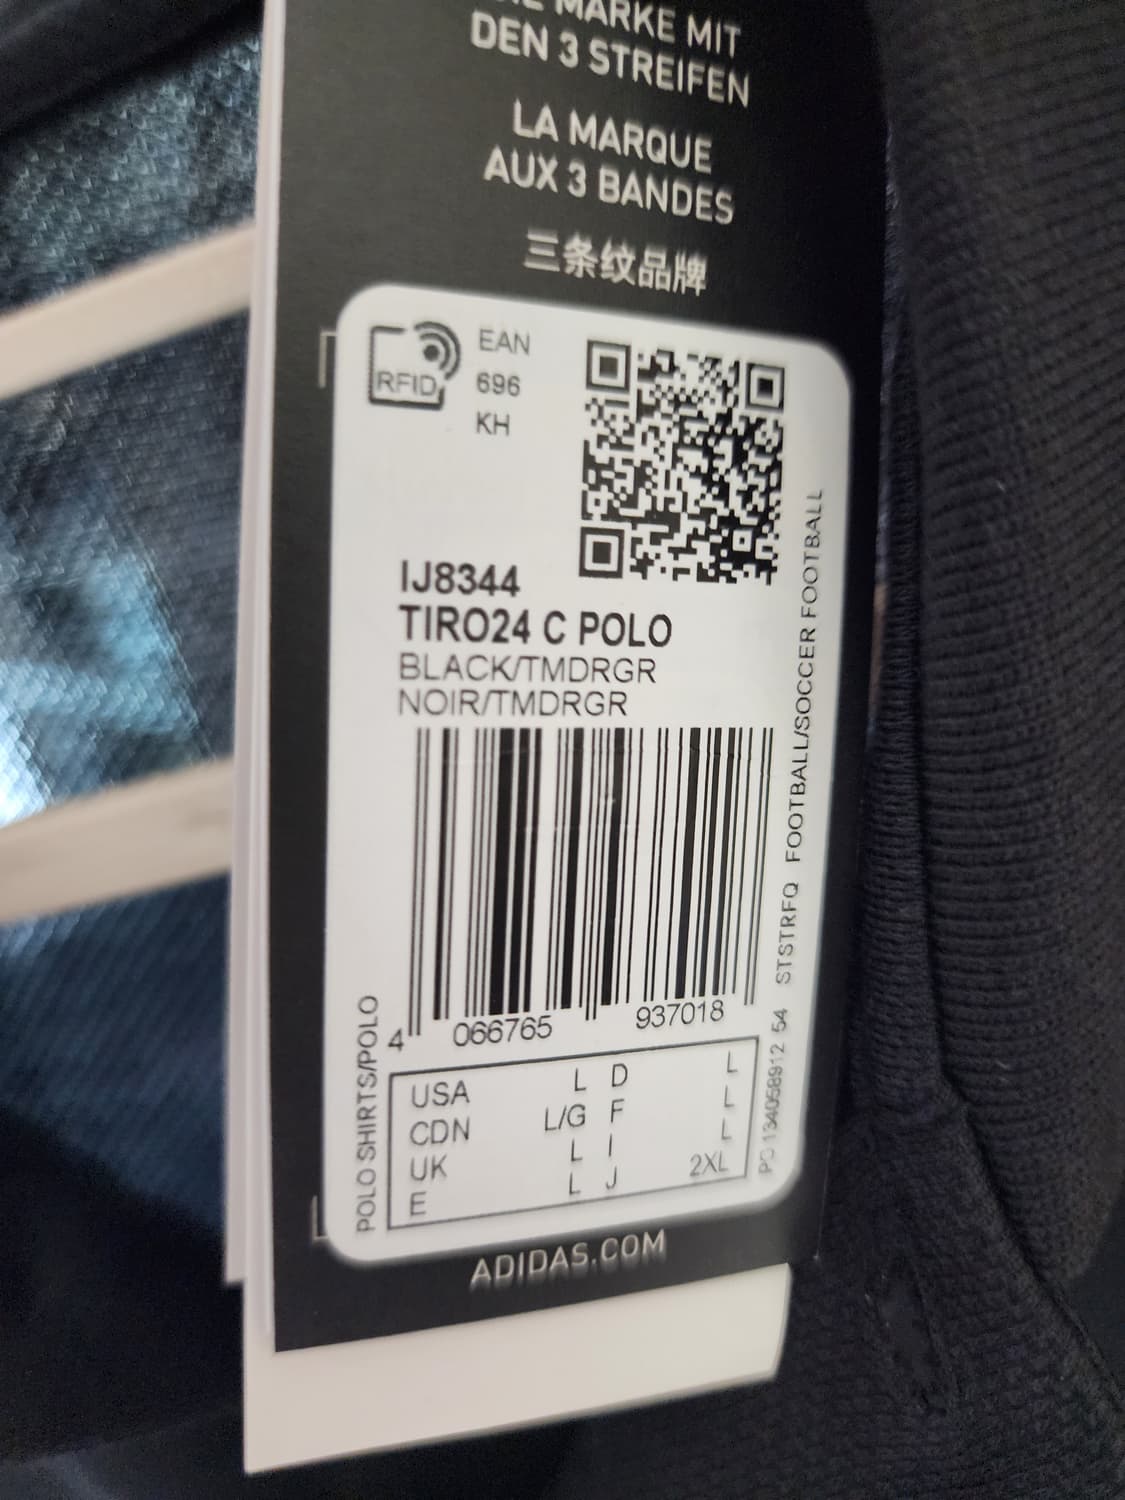 MARKE MIT
DEN 3 STREIFEN
LA MARQUE
AUX 3 BANDES
三条纹品牌
RFID
EAN
696
KH
IJ8344
TIRO24 C POLO
BLACK/TMDRGR
NOIR/TMDRGR
4 066765 937018
USA L D L
CDN L/G F L
UK L I L
E L J 2XL
POLO SHIRTS/POLO
PO 134058912 54 STSTRFQ FOOTBALL/SOCCER FOOTBALL
ADIDAS.COM